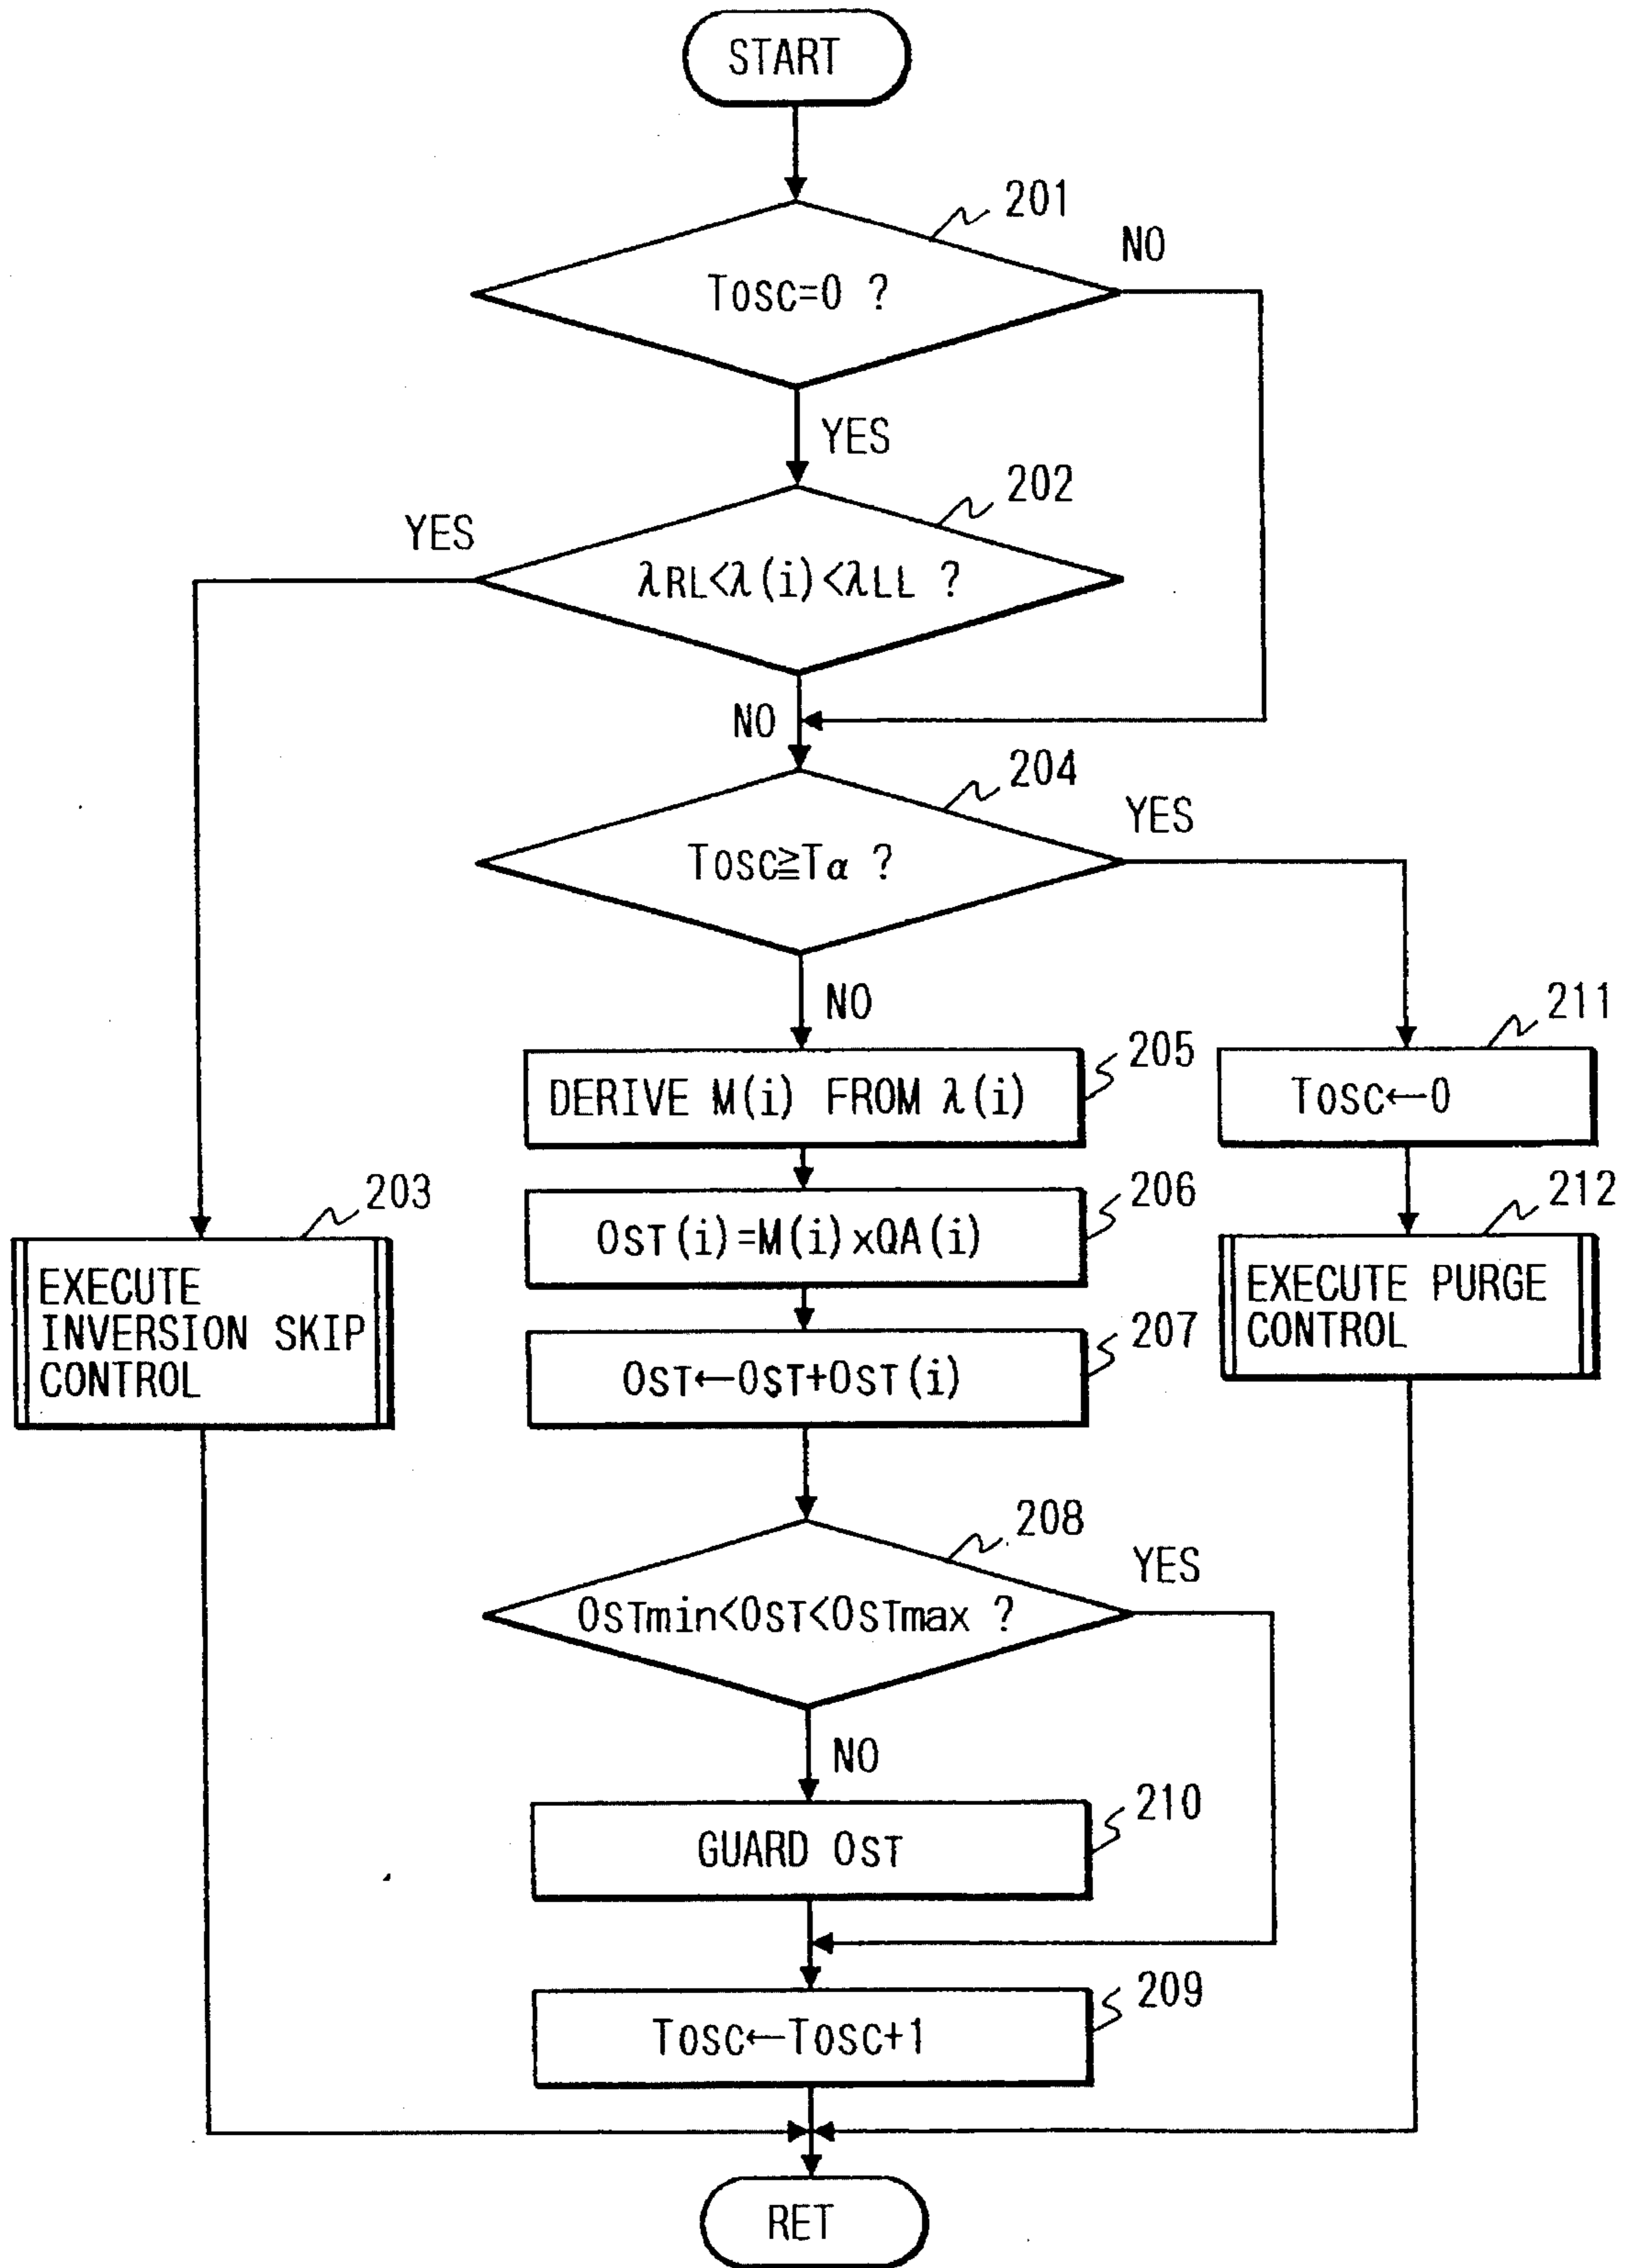 START
201
NO
TOSC=0 ?
YES
202
YES
λRL<λ(i)<λLL ?
NO
204
YES
TOSC≧Tα ?
NO
205
DERIVE M(i) FROM λ(i)
211
TOSC←0
206
OST(i)=M(i)xQA(i)
203
EXECUTE
INVERSION SKIP
CONTROL
212
EXECUTE PURGE
CONTROL
207
OST←OST+OST(i)
208
YES
OSTmin<OST<OSTmax ?
NO
210
GUARD OST
209
TOSC←TOSC+1
RET